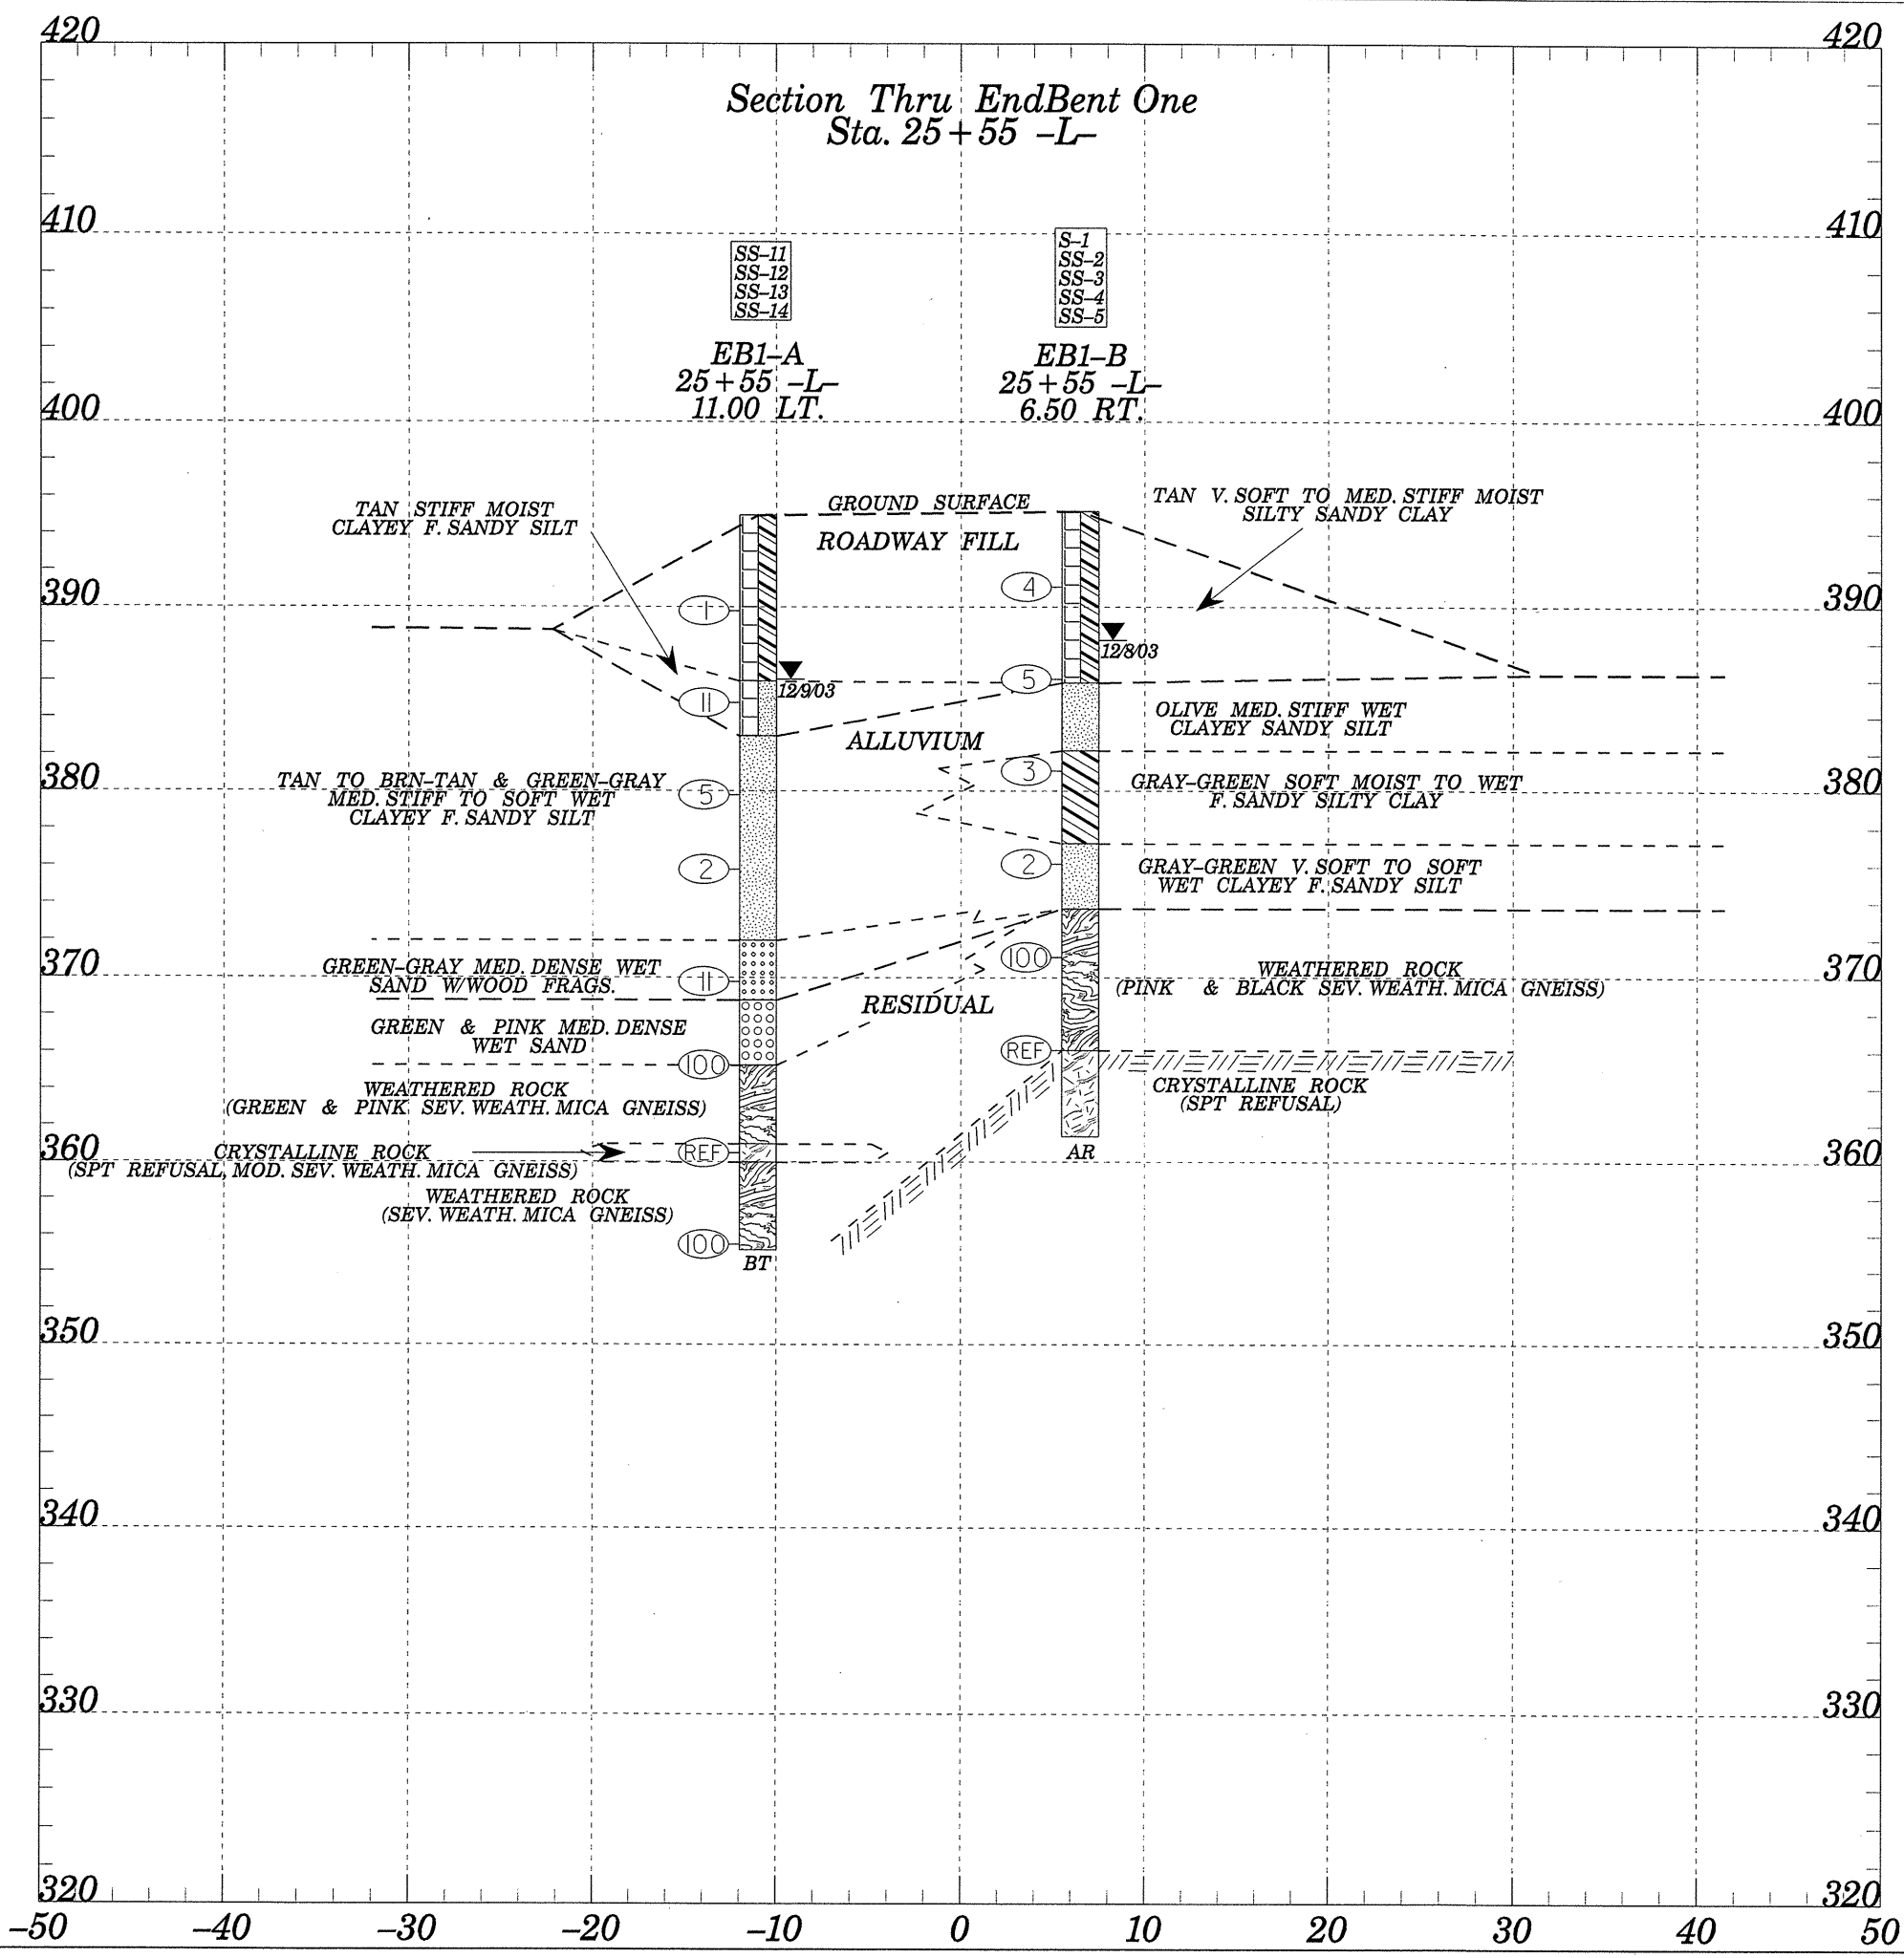 420
420
Section Thru EndBent One
Sta. 25+55 -L-
410
410
SS-11
SS-12
SS-13
SS-14
S-1
SS-2
SS-3
SS-4
SS-5
EB1-A
25+55 -L-
11.00 LT.
EB1-B
25+55 -L-
6.50 RT.
400
400
TAN STIFF MOIST
CLAYEY F. SANDY SILT
GROUND SURFACE
ROADWAY FILL
TAN V. SOFT TO MED. STIFF MOIST
SILTY SANDY CLAY
4
390
1
390
12/8/03
5
12/9/03
11
OLIVE MED. STIFF WET
CLAYEY SANDY SILT
ALLUVIUM
3
380
TAN TO BRN-TAN & GREEN-GRAY
MED. STIFF TO SOFT WET
CLAYEY F. SANDY SILT
5
GRAY-GREEN SOFT MOIST TO WET
F. SANDY SILTY CLAY
380
2
2
GRAY-GREEN V. SOFT TO SOFT
WET CLAYEY F. SANDY SILT
370
GREEN-GRAY MED. DENSE WET
SAND W/WOOD FRAGS.
11
100
WEATHERED ROCK
(PINK & BLACK SEV. WEATH. MICA GNEISS)
370
RESIDUAL
GREEN & PINK MED. DENSE
WET SAND
100
REF
WEATHERED ROCK
(GREEN & PINK SEV. WEATH. MICA GNEISS)
CRYSTALLINE ROCK
(SPT REFUSAL)
360
CRYSTALLINE ROCK
(SPT REFUSAL, MOD. SEV. WEATH. MICA GNEISS)
REF
AR
360
WEATHERED ROCK
(SEV. WEATH. MICA GNEISS)
100
BT
350
350
340
340
330
330
320
320
-50 -40 -30 -20 -10 0 10 20 30 40 50